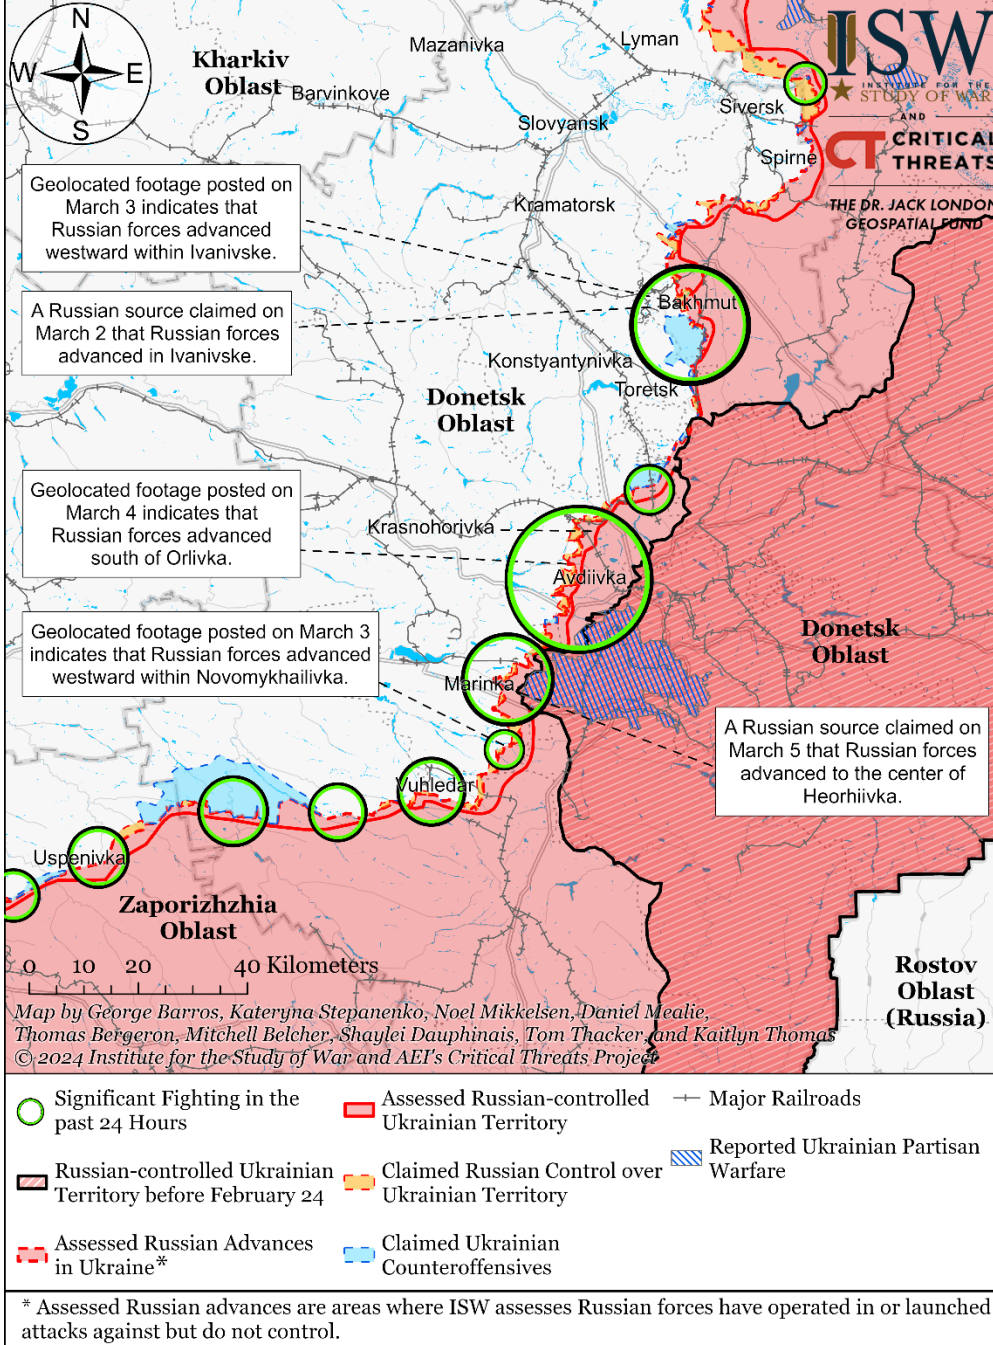 N
W E
S
Kharkiv
Oblast
Mazanivka
Lyman
Barvinkove
Slovyansk
Siversk
Spirne
Kramatorsk
ISW
INSTITUTE FOR THE
STUDY OF WAR
AND
CT CRITICAL
THREATS
THE DR. JACK LONDON
GEOSPATIAL FUND
Geolocated footage posted on
March 3 indicates that
Russian forces advanced
westward within Ivanivske.
A Russian source claimed on
March 2 that Russian forces
advanced in Ivanivske.
Bakhmut
Konstyantynivka
Toretsk
Donetsk
Oblast
Geolocated footage posted on
March 4 indicates that
Russian forces advanced
south of Orlivka.
Krasnohorivka
Avdiivka
Geolocated footage posted on March 3
indicates that Russian forces advanced
westward within Novomykhailivka.
Marinka
Donetsk
Oblast
A Russian source claimed on
March 5 that Russian forces
advanced to the center of
Heorhiivka.
Vuhledar
Uspenivka
Zaporizhzhia
Oblast
Rostov
Oblast
(Russia)
0 10 20 40 Kilometers
Map by George Barros, Kateryna Stepanenko, Noel Mikkelsen, Daniel Mealie,
Thomas Bergeron, Mitchell Belcher, Shaylei Dauphinais, Tom Thacker, and Kaitlyn Thomas
© 2024 Institute for the Study of War and AEI's Critical Threats Project
Significant Fighting in the
past 24 Hours
Russian-controlled Ukrainian
Territory before February 24
Assessed Russian Advances
in Ukraine*
Assessed Russian-controlled
Ukrainian Territory
Claimed Russian Control over
Ukrainian Territory
Claimed Ukrainian
Counteroffensives
Major Railroads
Reported Ukrainian Partisan
Warfare
* Assessed Russian advances are areas where ISW assesses Russian forces have operated in or launched
attacks against but do not control.